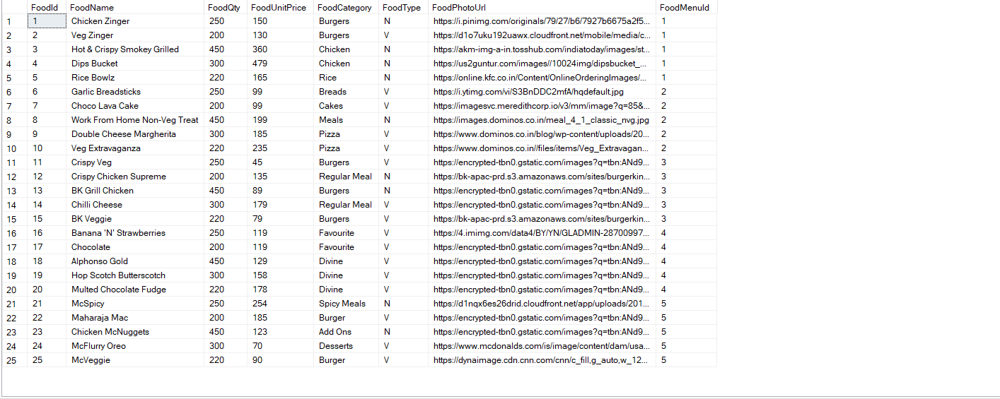 FoodId FoodName FoodQty FoodUnitPrice FoodCategory FoodType FoodPhotoUrl FoodMenuId
1 1 Chicken Zinger 250 150 Burgers N https://i.pinimg.com/originals/79/27/b6/7927b6675a2f5... 1
2 2 Veg Zinger 200 130 Burgers V https://d1o7uku192uawx.cloudfront.net/mobile/media/c... 1
3 3 Hot & Crispy Smokey Grilled 450 360 Chicken N https://akm-img-a-in.tosshub.com/indiatoday/images/st... 1
4 4 Dips Bucket 300 479 Chicken N https://us2guntur.com/images//10024img/dipsbucket_... 1
5 5 Rice Bowlz 220 165 Rice N https://online.kfc.co.in/Content/OnlineOrderingImages/... 1
6 6 Garlic Breadsticks 250 99 Breads V https://i.ytimg.com/vi/S3BnDDC2mfA/hqdefault.jpg 2
7 7 Choco Lava Cake 200 99 Cakes V https://imagesvc.meredithcorp.io/v3/mm/image?q=85&... 2
8 8 Work From Home Non-Veg Treat 450 199 Meals N https://images.dominos.co.in/meal_4_1_classic_nvg.jpg 2
9 9 Double Cheese Margherita 300 185 Pizza V https://www.dominos.co.in/blog/wp-content/uploads/20... 2
10 10 Veg Extravaganza 220 235 Pizza V https://www.dominos.co.in//files/items/Veg_Extravagan... 2
11 11 Crispy Veg 250 45 Burgers V https://encrypted-tbn0.gstatic.com/images?q=tbn:ANd9... 3
12 12 Crispy Chicken Supreme 200 135 Regular Meal N https://bk-apac-prd.s3.amazonaws.com/sites/burgerkin... 3
13 13 BK Grill Chicken 450 89 Burgers N https://encrypted-tbn0.gstatic.com/images?q=tbn:ANd9... 3
14 14 Chilli Cheese 300 179 Regular Meal V https://encrypted-tbn0.gstatic.com/images?q=tbn:ANd9... 3
15 15 BK Veggie 220 79 Burgers V https://bk-apac-prd.s3.amazonaws.com/sites/burgerkin... 3
16 16 Banana 'N' Strawberries 250 119 Favourite V https://4.imimg.com/data4/BY/YN/GLADMIN-28700997... 4
17 17 Chocolate 200 119 Favourite V https://encrypted-tbn0.gstatic.com/images?q=tbn:ANd9... 4
18 18 Alphonso Gold 450 129 Divine V https://encrypted-tbn0.gstatic.com/images?q=tbn:ANd9... 4
19 19 Hop Scotch Butterscotch 300 158 Divine V https://encrypted-tbn0.gstatic.com/images?q=tbn:ANd9... 4
20 20 Multed Chocolate Fudge 220 178 Divine V https://encrypted-tbn0.gstatic.com/images?q=tbn:ANd9... 4
21 21 McSpicy 250 254 Spicy Meals N https://d1nqx6es26drid.cloudfront.net/app/uploads/201... 5
22 22 Maharaja Mac 200 185 Burger V https://encrypted-tbn0.gstatic.com/images?q=tbn:ANd9... 5
23 23 Chicken McNuggets 450 123 Add Ons N https://encrypted-tbn0.gstatic.com/images?q=tbn:ANd9... 5
24 24 McFlurry Oreo 300 70 Desserts V https://www.mcdonalds.com/is/image/content/dam/usa... 5
25 25 McVeggie 220 90 Burger V https://dynaimage.cdn.cnn.com/cnn/c_fill,g_auto,w_12... 5